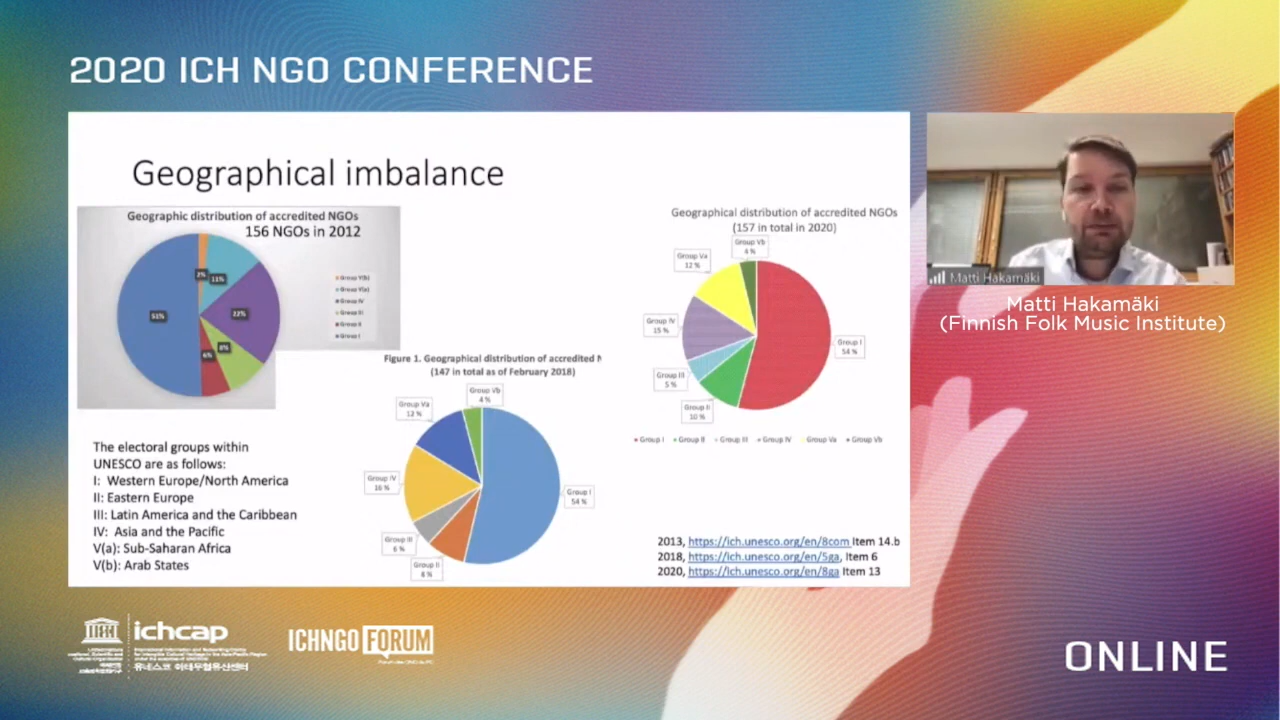 2020 ICH NGO CONFERENCE
Geographical imbalance
Geographic distribution of accredited NGOs
156 NGOs in 2012
2%
11%
22%
8%
6%
51%
Group V(b)
Group V(a)
Group IV
Group III
Group II
Group I
Figure 1. Geographical distribution of accredited N
(147 in total as of February 2018)
Group Vb
4 %
Group Va
12 %
Group IV
16 %
Group III
6 %
Group II
8 %
Group I
54 %
Geographical distribution of accredited NGOs
(157 in total in 2020)
Group Vb
4 %
Group Va
12 %
Group IV
15 %
Group III
5 %
Group II
10 %
Group I
54 %
Group I Group II Group III Group IV Group Va Group Vb
The electoral groups within
UNESCO are as follows:
I: Western Europe/North America
II: Eastern Europe
III: Latin America and the Caribbean
IV: Asia and the Pacific
V(a): Sub-Saharan Africa
V(b): Arab States
2013, https://ich.unesco.org/en/8com Item 14.b
2018, https://ich.unesco.org/en/5ga, Item 6
2020, https://ich.unesco.org/en/8ga Item 13
Matti Hakamäki
Matti Hakamäki
(Finnish Folk Music Institute)
ichcap
ICHNGO FORUM
ONLINE